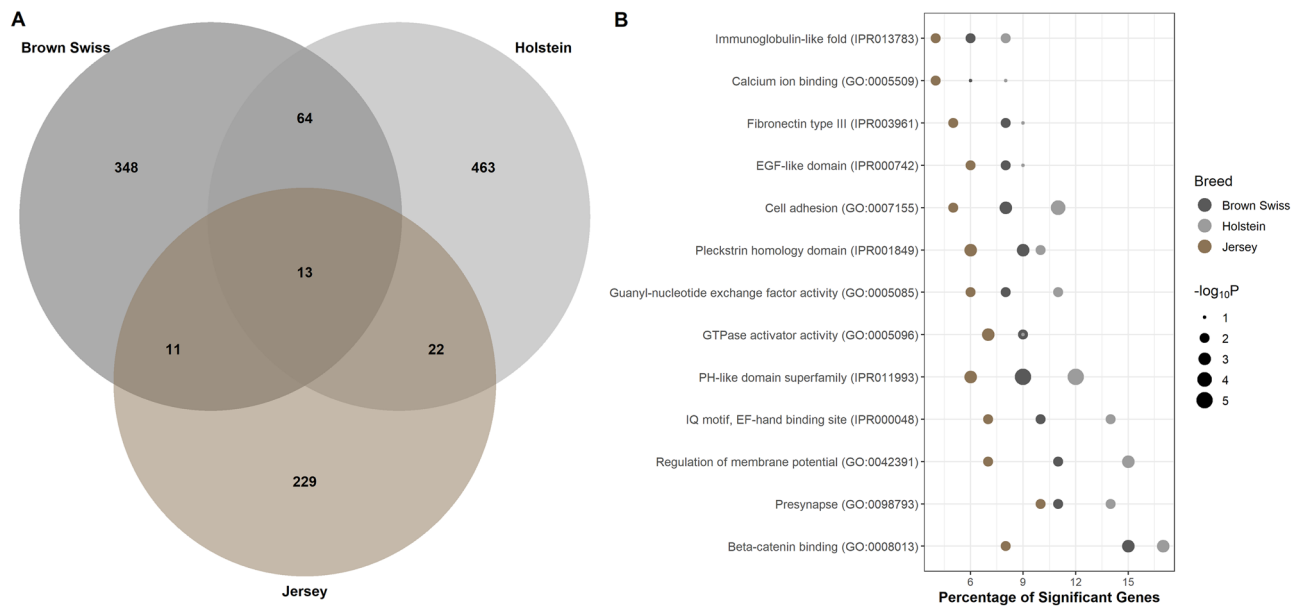 A
Brown Swiss
Holstein
64
348
463
13
11
22
229
Jersey
B
Immunoglobulin-like fold (IPR013783)
Calcium ion binding (GO:0005509)
Fibronectin type III (IPR003961)
EGF-like domain (IPR000742)
Cell adhesion (GO:0007155)
Pleckstrin homology domain (IPR001849)
Guanyl-nucleotide exchange factor activity (GO:0005085)
GTPase activator activity (GO:0005096)
PH-like domain superfamily (IPR011993)
IQ motif, EF-hand binding site (IPR000048)
Regulation of membrane potential (GO:0042391)
Presynapse (GO:0098793)
Beta-catenin binding (GO:0008013)
6 9 12 15
Percentage of Significant Genes
Breed
Brown Swiss
Holstein
Jersey
-log₁₀P
1
2
3
4
5